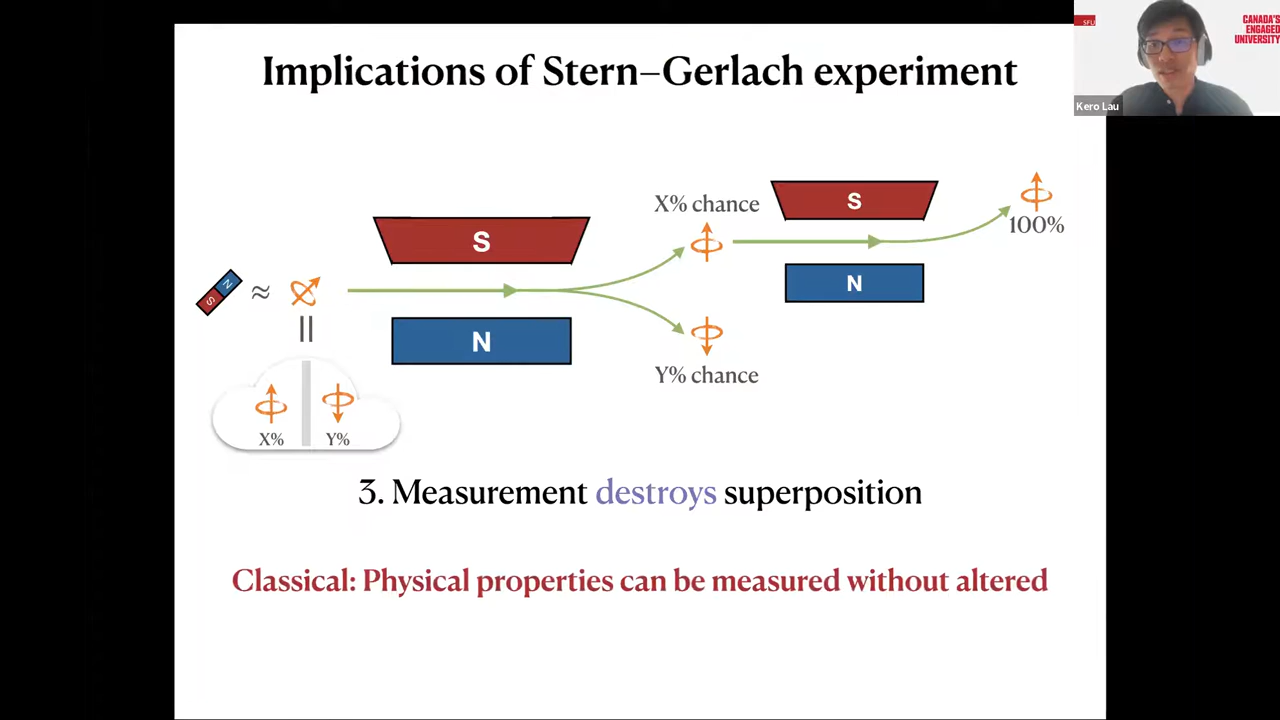 Implications of Stern–Gerlach experiment
SFU
CANADA'S
ENGAGED
UNIVERSITY
Kero Lau
X% chance
S
100%
S
N
N
S
≈
N
Y% chance
X%
Y%
3. Measurement destroys superposition
Classical: Physical properties can be measured without altered